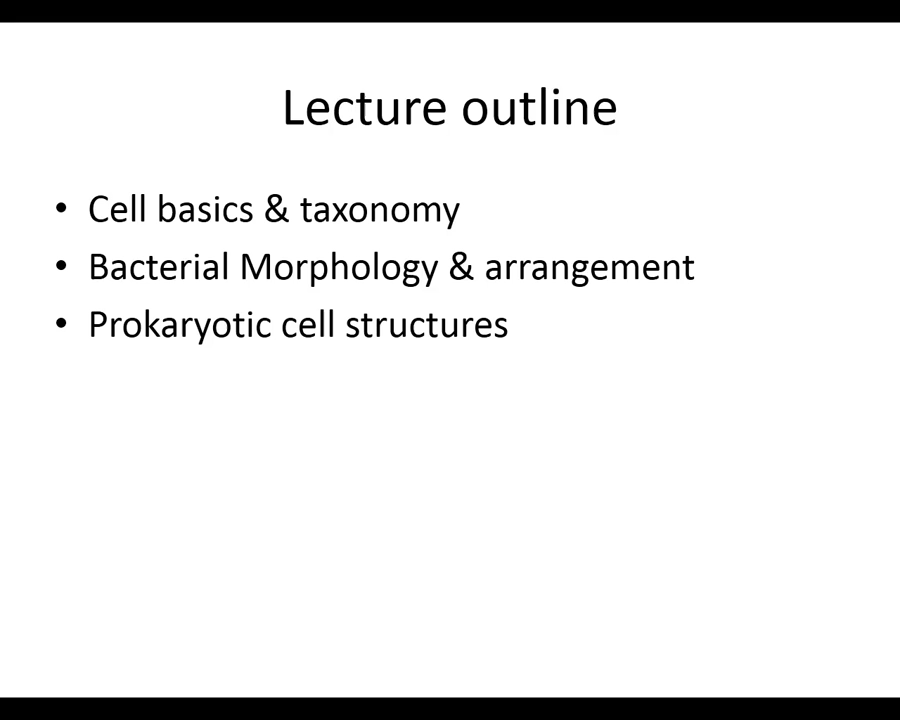 Lecture outline
• Cell basics & taxonomy
• Bacterial Morphology & arrangement
• Prokaryotic cell structures